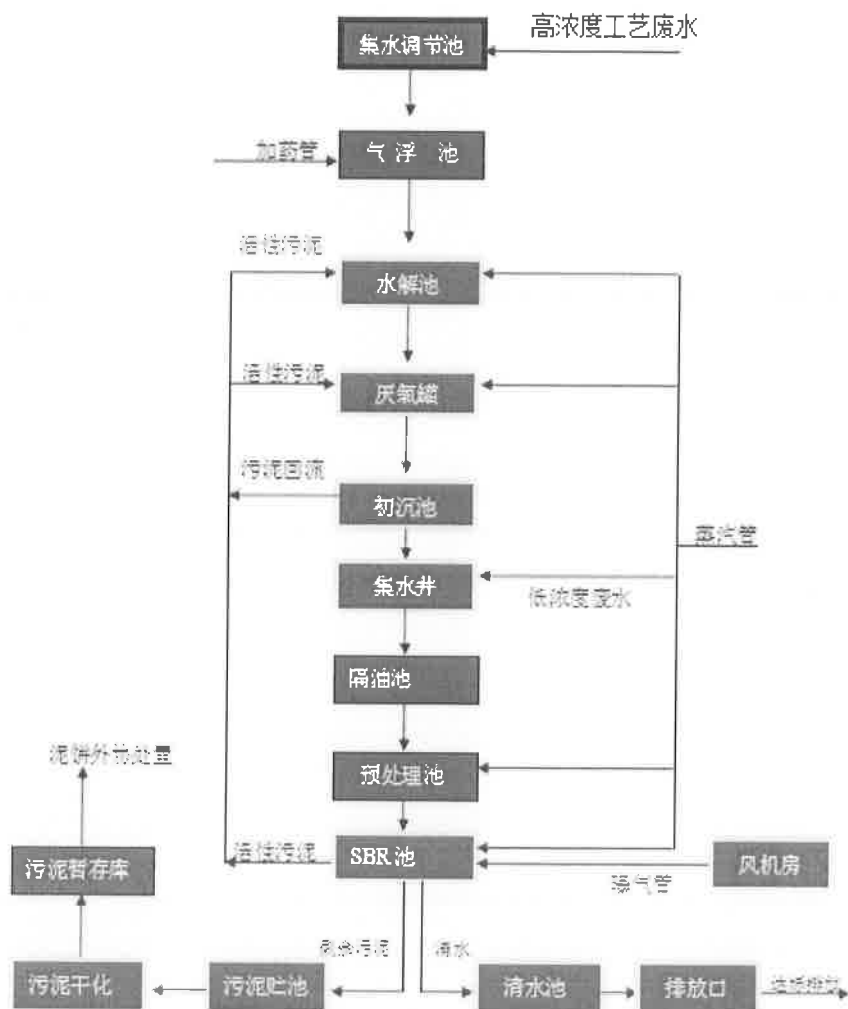 高浓度工艺废水
集水调节池
加药管
气 浮 池
活性污泥
水解池
活性污泥
厌氧罐
污泥回流
初沉池
蒸汽管
集水井
低浓度废水
隔油池
泥饼外
处置
预处理池
活性污泥
SBR 池
曝气管
风机房
污泥暂存库
剩余污泥
清水
污泥干化
污泥贮池
清水池
排放口
达标排放